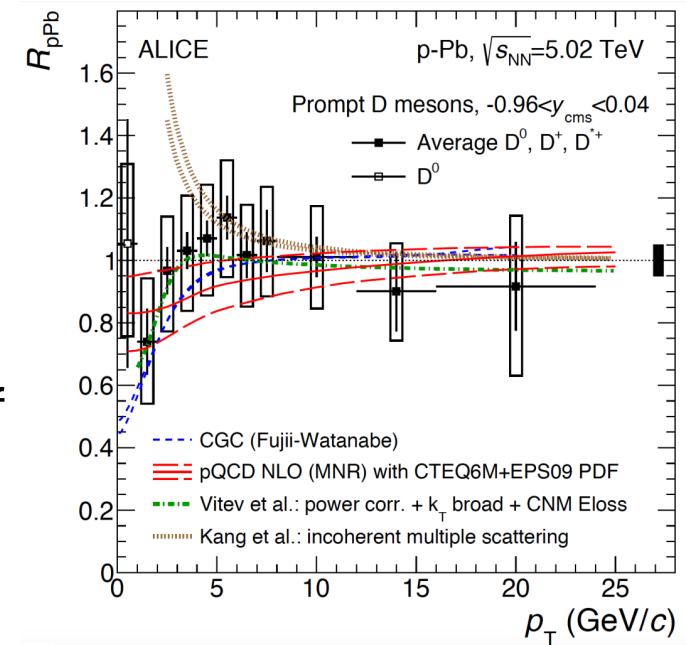 R_pPb
ALICE
p-Pb, √s_NN=5.02 TeV
Prompt D mesons, -0.96<y_cms<0.04
Average D⁰, D⁺, D*⁺
D⁰
1.6
1.4
1.2
1
0.8
0.6
0.4
0.2
0
CGC (Fujii-Watanabe)
pQCD NLO (MNR) with CTEQ6M+EPS09 PDF
Vitev et al.: power corr. + k_T broad + CNM Eloss
Kang et al.: incoherent multiple scattering
0 5 10 15 20 25
p_T (GeV/c)